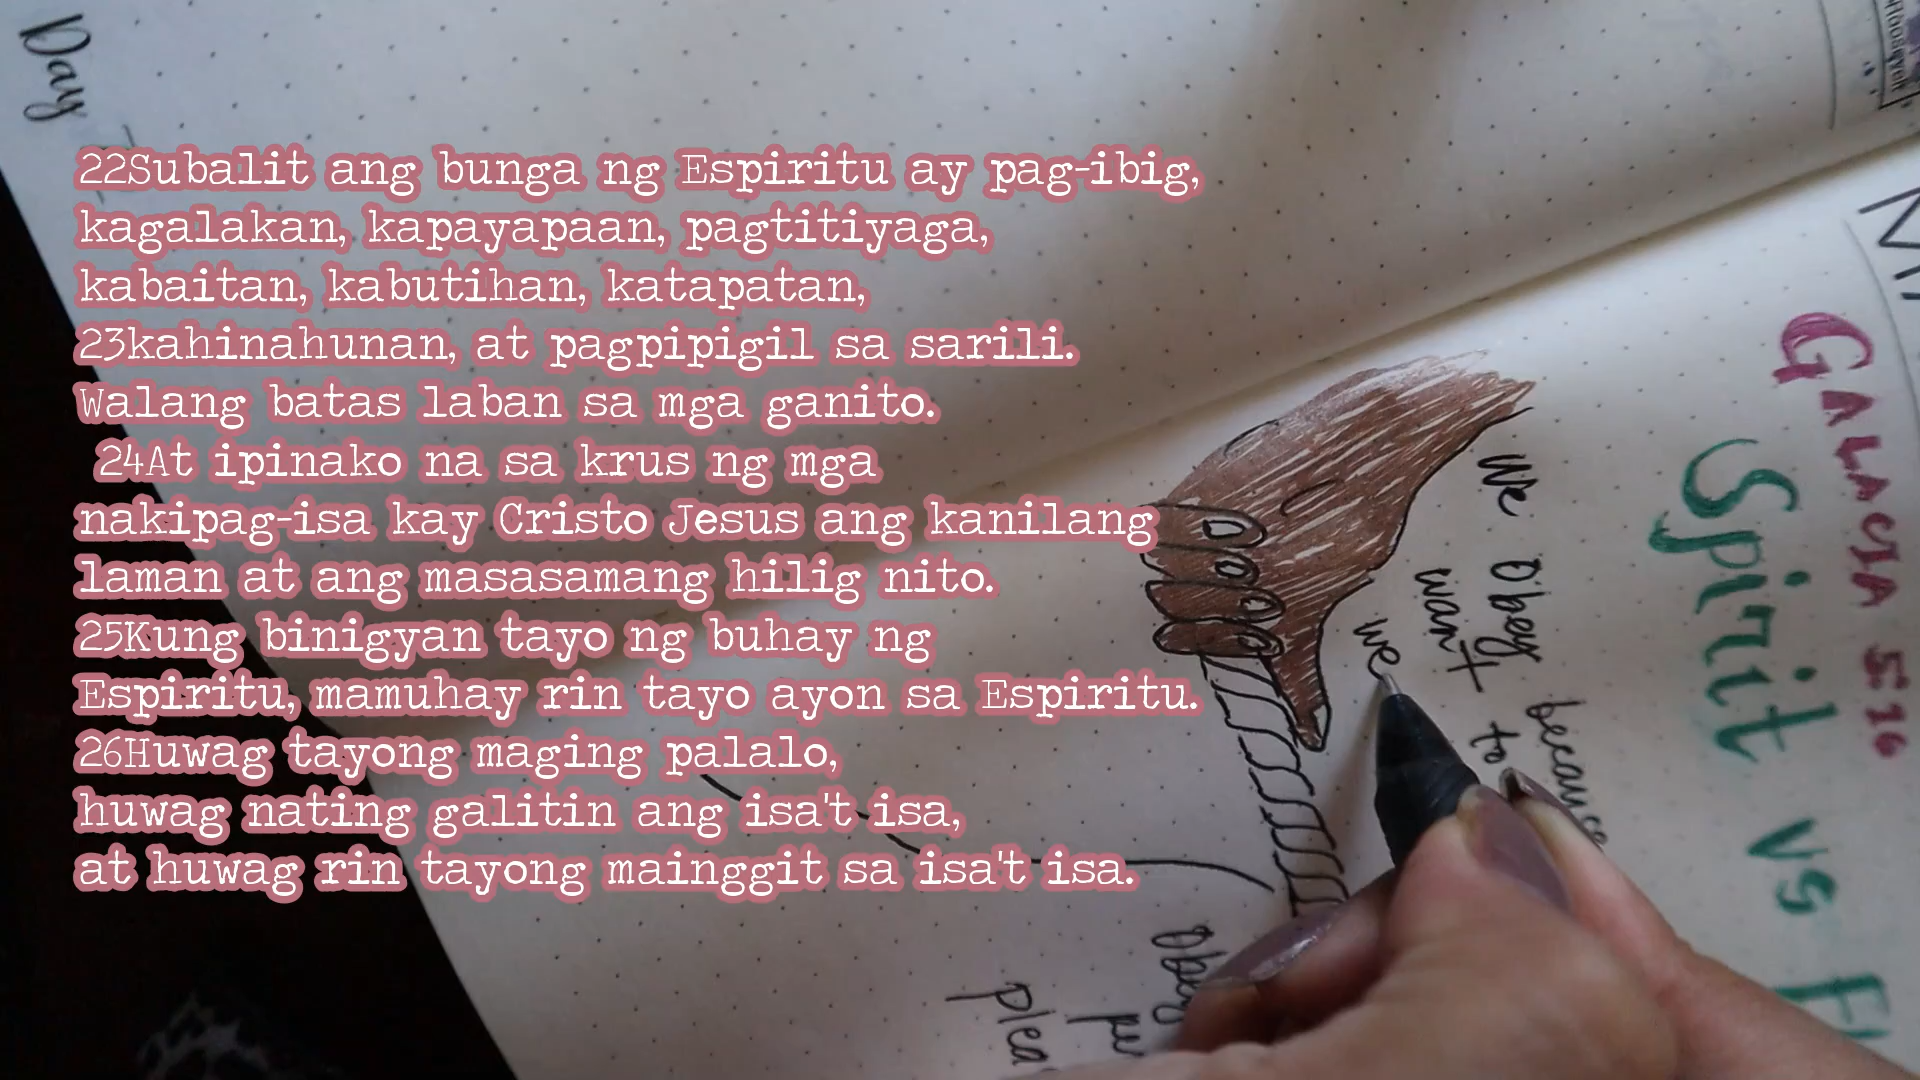 22Subalit ang bunga ng Espiritu ay pag-ibig,
kagalakan, kapayapaan, pagtitiyaga,
kabaitan, kabutihan, katapatan,
23kahinahunan, at pagpipigil sa sarili.
Walang batas laban sa mga ganito.
24At ipinako na sa krus ng mga
nakipag-isa kay Cristo Jesus ang kanilang
laman at ang masasamang hilig nito.
25Kung binigyan tayo ng buhay ng
Espiritu, mamuhay rin tayo ayon sa Espiritu.
26Huwag tayong maging palalo,
huwag nating galitin ang isa't isa,
at huwag rin tayong mainggit sa isa't isa.
Day
GALACIA 516
Spirit vs
We Obey because
want to
we